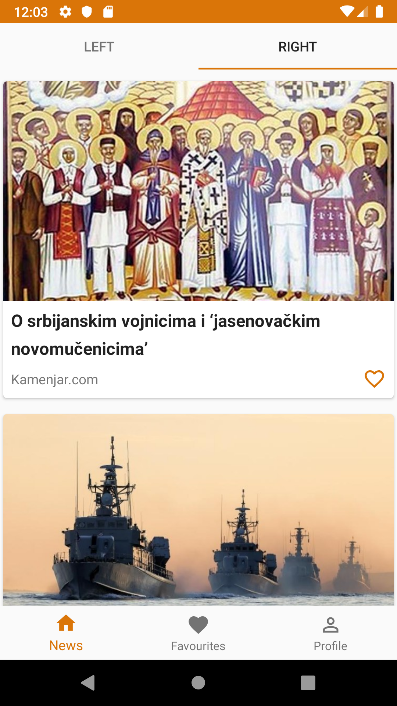 12:03
LEFT
RIGHT
O srbijanskim vojnicima i ‘jasenovačkim
novomučenicima’
Kamenjar.com
News
Favourites
Profile